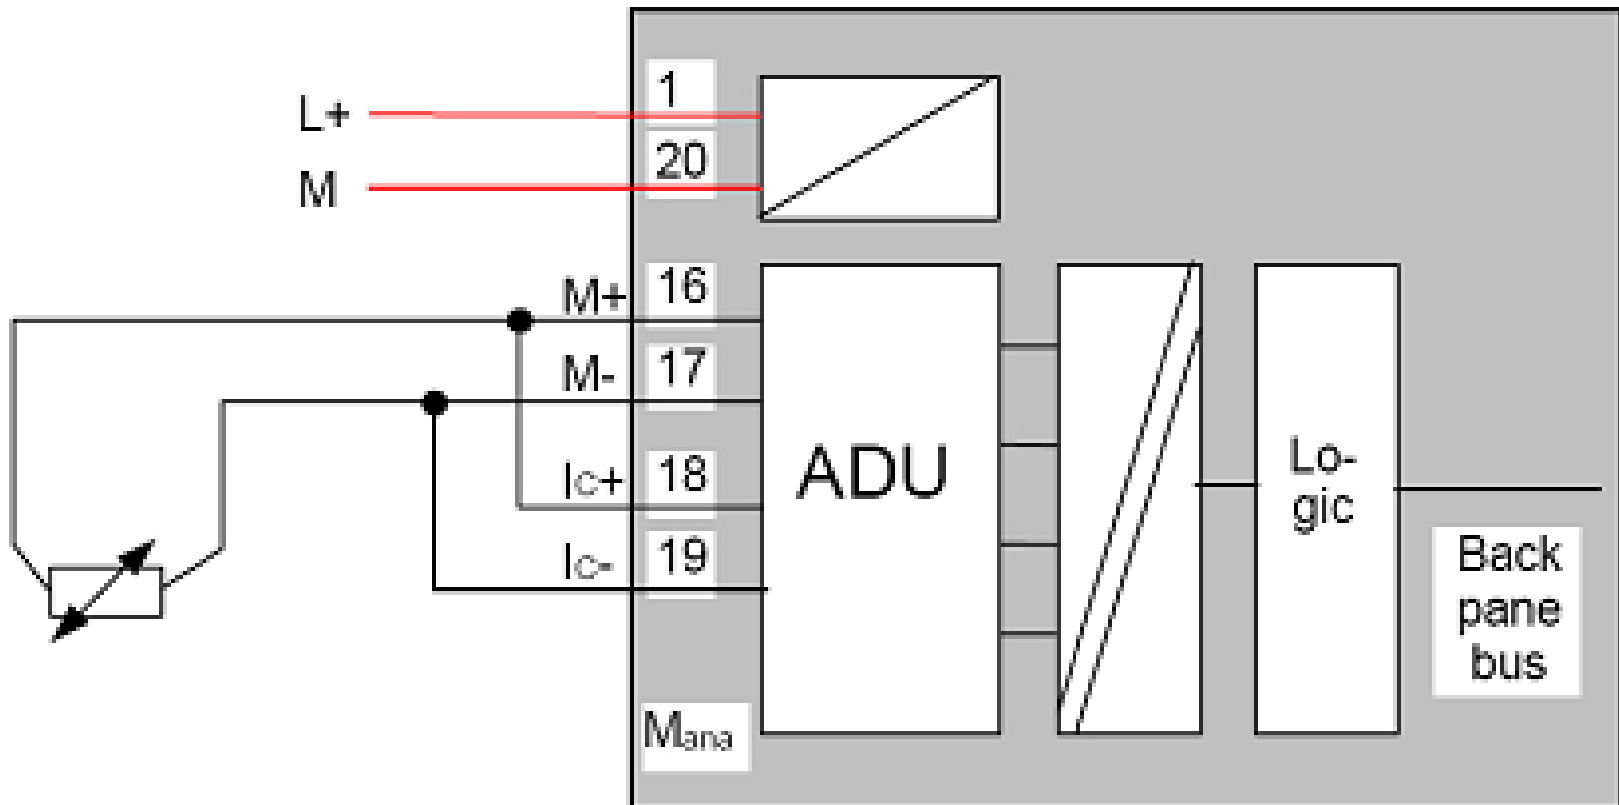 L+
1
M
20
M+
16
M-
17
IC+
18
IC-
19
ADU
Lo-
gic
Back
pane
bus
Mana